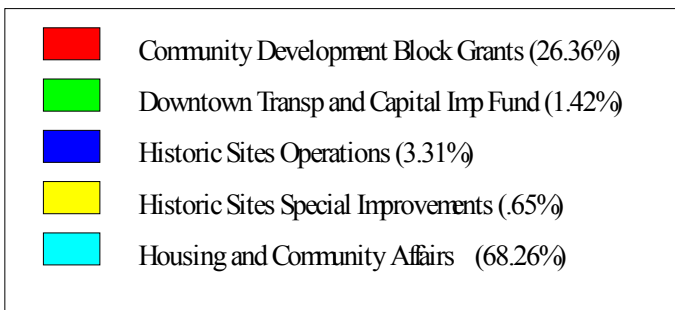 Community Development Block Grants (26.36%)
Downtown Transp and Capital Imp Fund (1.42%)
Historic Sites Operations (3.31%)
Historic Sites Special Improvements (.65%)
Housing and Community Affairs (68.26%)